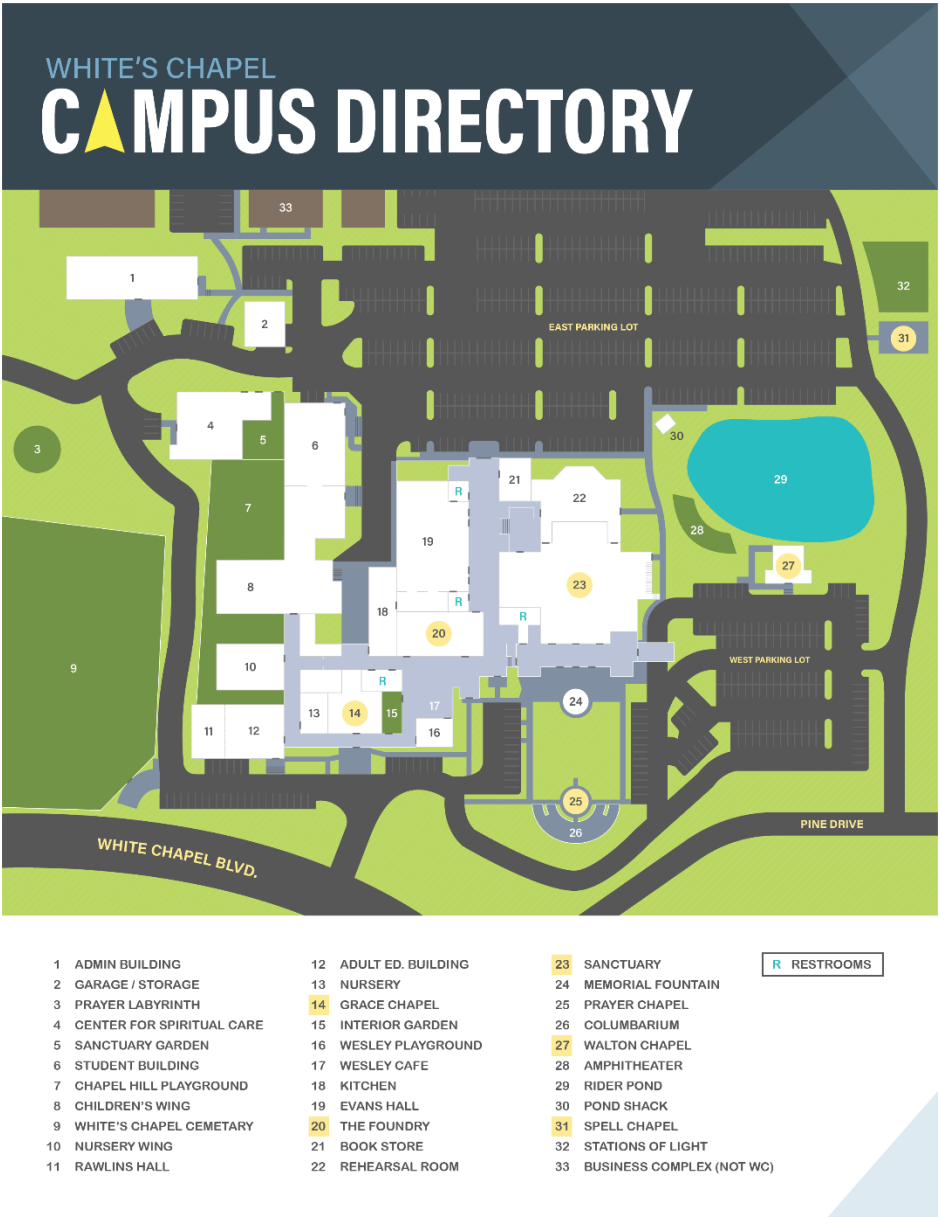 WHITE'S CHAPEL
CAMPUS DIRECTORY
33
1
32
2
EAST PARKING LOT
31
4
5
6
3
30
29
21
R
22
7
28
19
27
8
23
18
R
R
20
10
9
WEST PARKING LOT
R
24
13
14
15
17
11
12
16
25
26
PINE DRIVE
WHITE CHAPEL BLVD.
1 ADMIN BUILDING
2 GARAGE / STORAGE
3 PRAYER LABYRINTH
4 CENTER FOR SPIRITUAL CARE
5 SANCTUARY GARDEN
6 STUDENT BUILDING
7 CHAPEL HILL PLAYGROUND
8 CHILDREN'S WING
9 WHITE'S CHAPEL CEMETARY
10 NURSERY WING
11 RAWLINS HALL
12 ADULT ED. BUILDING
13 NURSERY
14 GRACE CHAPEL
15 INTERIOR GARDEN
16 WESLEY PLAYGROUND
17 WESLEY CAFE
18 KITCHEN
19 EVANS HALL
20 THE FOUNDRY
21 BOOK STORE
22 REHEARSAL ROOM
23 SANCTUARY
24 MEMORIAL FOUNTAIN
25 PRAYER CHAPEL
26 COLUMBARIUM
27 WALTON CHAPEL
28 AMPHITHEATER
29 RIDER POND
30 POND SHACK
31 SPELL CHAPEL
32 STATIONS OF LIGHT
33 BUSINESS COMPLEX (NOT WC)
R RESTROOMS